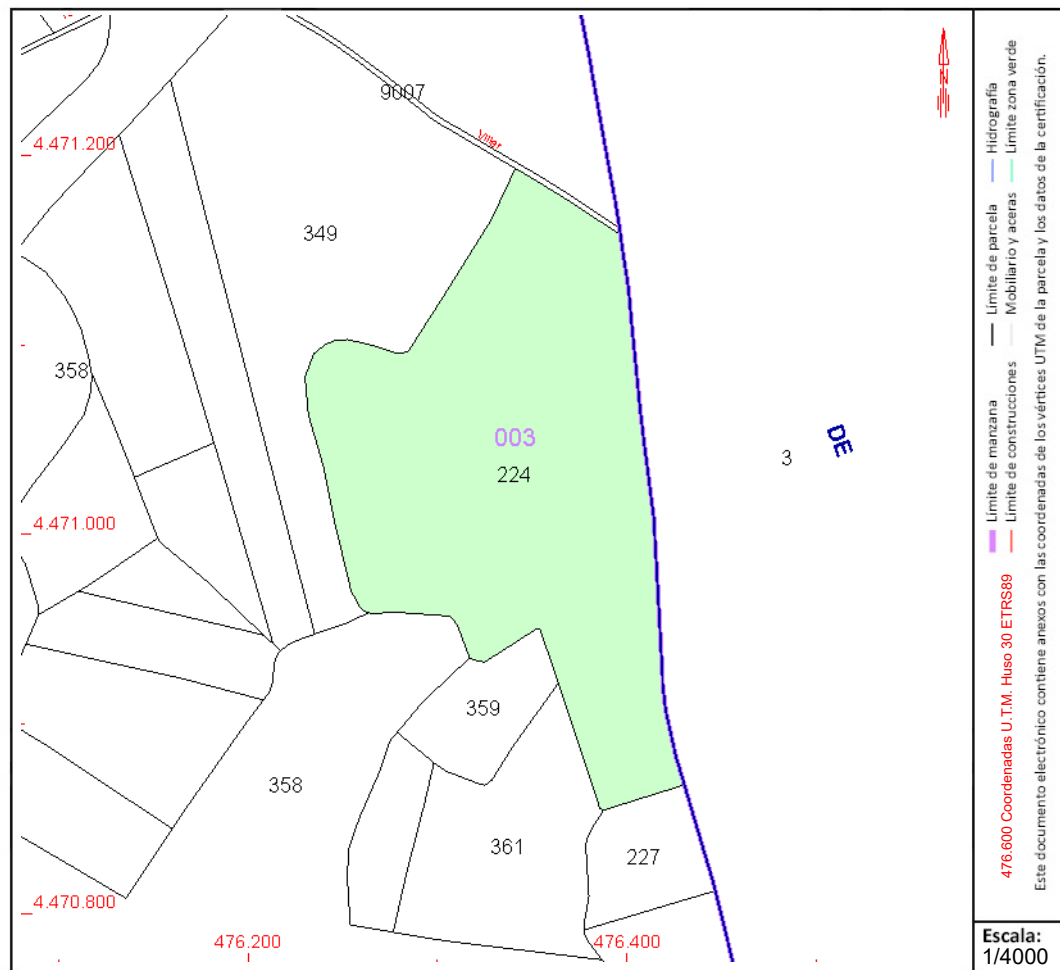 9007
Villar
4.471.200
349
358
003
224
3
DE
4.471.000
359
358
361
227
4.470.800
476.200
476.400
Límite de manzana
Límite de parcela
Hidrografía
476.600 Coordenadas U.T.M. Huso 30 ETRS89
Límite de construcciones
Mobiliario y aceras
Límite zona verde
Este documento electrónico contiene anexos con las coordenadas de los vértices UTM de la parcela y los datos de la certificación.
Escala:
1/4000